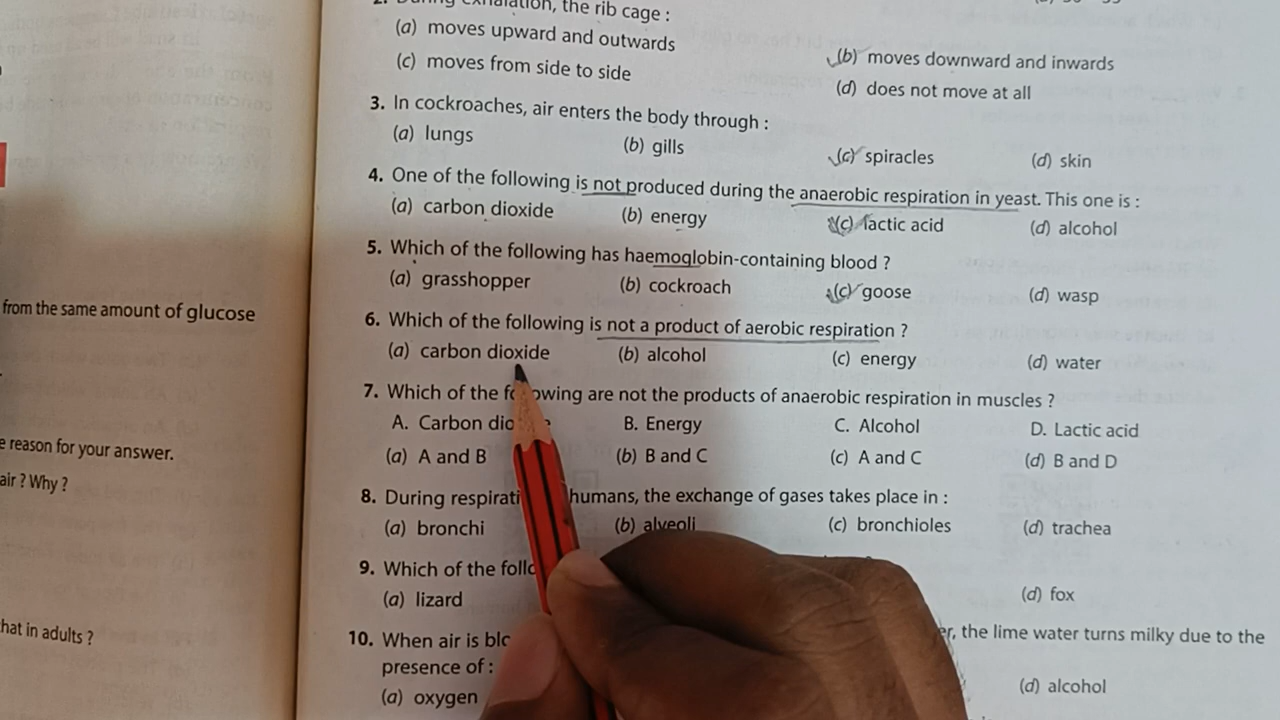 from the same amount of glucose
reason for your answer.
air ? Why ?
that in adults ?
the rib cage :
(a) moves upward and outwards (b) moves downward and inwards
(c) moves from side to side (d) does not move at all
3. In cockroaches, air enters the body through :
(a) lungs (b) gills (c) spiracles (d) skin
4. One of the following is not produced during the anaerobic respiration in yeast. This one is :
(a) carbon dioxide (b) energy (c) lactic acid (d) alcohol
5. Which of the following has haemoglobin-containing blood ?
(a) grasshopper (b) cockroach (c) goose (d) wasp
6. Which of the following is not a product of aerobic respiration ?
(a) carbon dioxide (b) alcohol (c) energy (d) water
7. Which of the following are not the products of anaerobic respiration in muscles ?
A. Carbon B. Energy C. Alcohol D. Lactic acid
(a) A and B (b) B and C (c) A and C (d) B and D
8. During humans, the exchange of gases takes place in :
(a) bronchi (b) alveoli (c) bronchioles (d) trachea
9. Which of the
(a) lizard (d) fox
10. When air is the lime water turns milky due to the
presence of :
(a) oxygen (d) alcohol